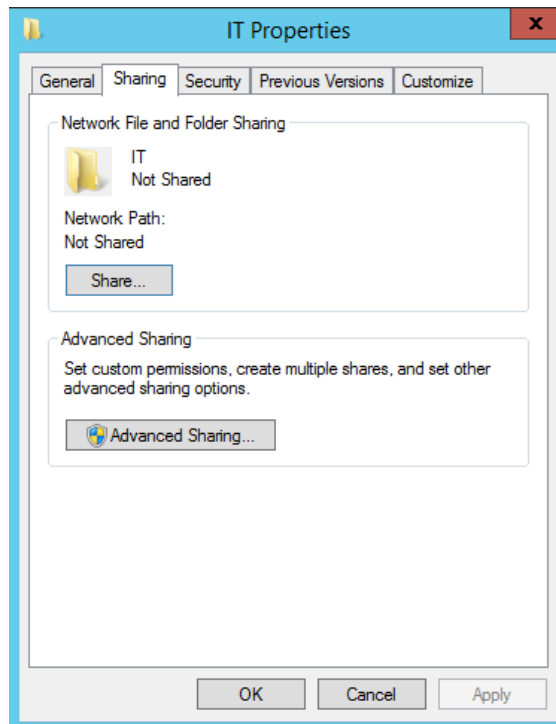 IT Properties
x
General Sharing Security Previous Versions Customize
Network File and Folder Sharing
IT
Not Shared
Network Path:
Not Shared
Share...
Advanced Sharing
Set custom permissions, create multiple shares, and set other
advanced sharing options.
Advanced Sharing...
OK Cancel Apply